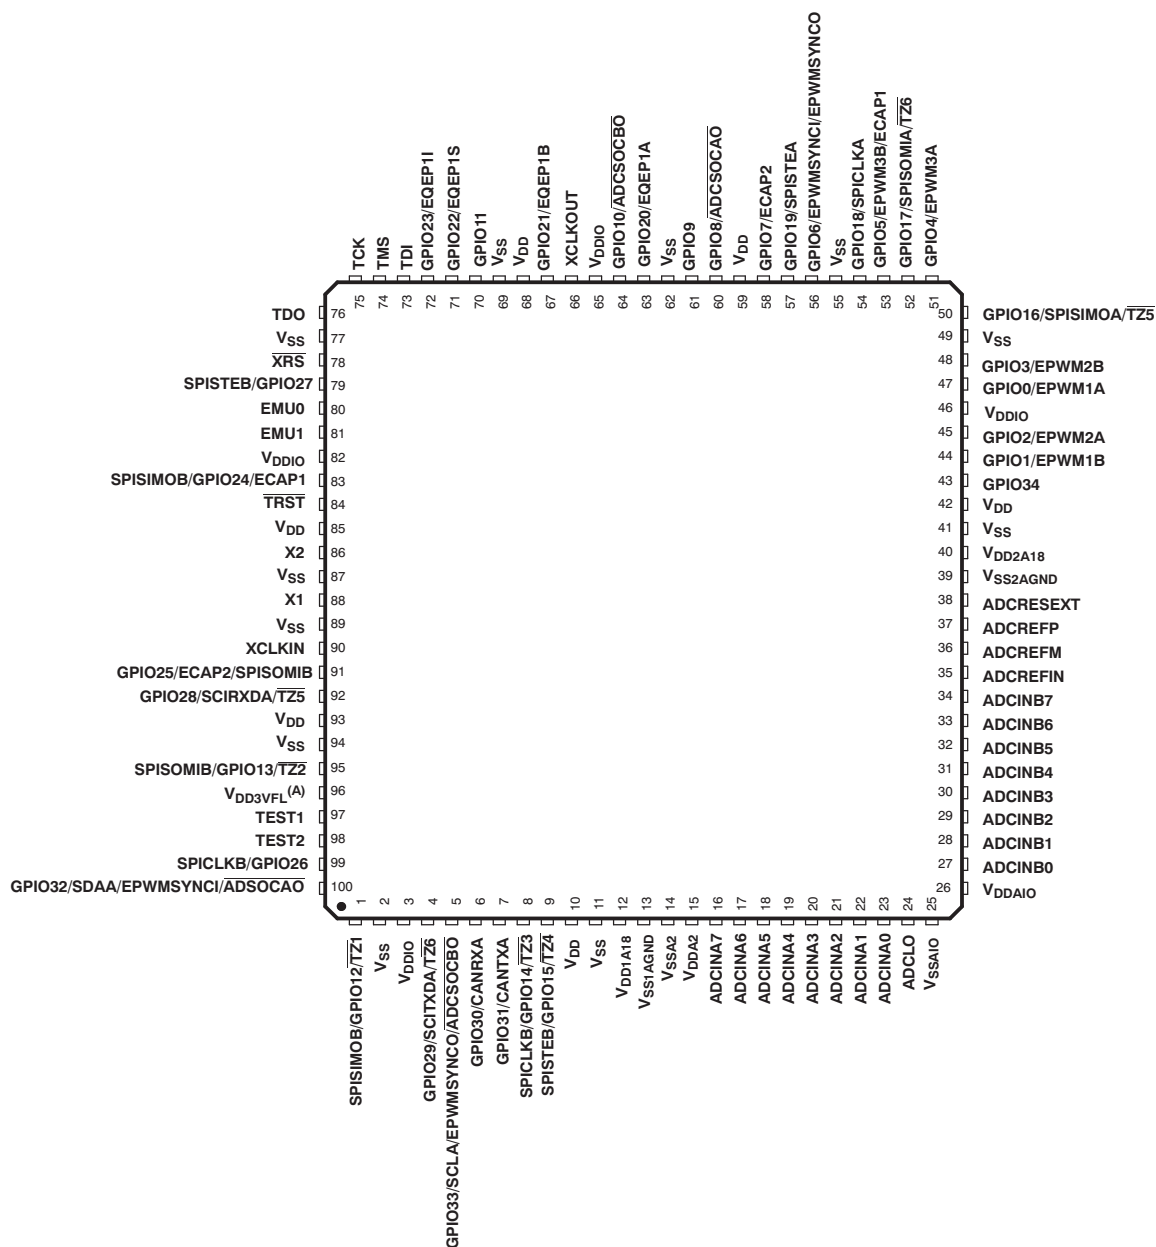 TCK
TMS
TDI
GPIO23/EQEP1I
GPIO22/EQEP1S
GPIO11
VSS
VDD
GPIO21/EQEP1B
XCLKOUT
VDDIO
GPIO10/ADCSOCBO
GPIO20/EQEP1A
VSS
GPIO9
GPIO8/ADCSOCAO
VDD
GPIO7/ECAP2
GPIO19/SPISTEA
GPIO6/EPWMSYNCI/EPWMSYNCO
VSS
GPIO18/SPICLKA
GPIO5/EPWM3B/ECAP1
GPIO17/SPISOMIA/TZ6
GPIO4/EPWM3A
75
74
73
72
71
70
69
68
67
66
65
64
63
62
61
60
59
58
57
56
55
54
53
52
51
TDO 76
VSS 77
XRS 78
SPISTEB/GPIO27 79
EMU0 80
EMU1 81
VDDIO 82
SPISIMOB/GPIO24/ECAP1 83
TRST 84
VDD 85
X2 86
VSS 87
X1 88
VSS 89
XCLKIN 90
GPIO25/ECAP2/SPISOMIB 91
GPIO28/SCIRXDA/TZ5 92
VDD 93
VSS 94
SPISOMIB/GPIO13/TZ2 95
VDD3VFL(A) 96
TEST1 97
TEST2 98
SPICLKB/GPIO26 99
GPIO32/SDAA/EPWMSYNCI/ADSOCAO 100
50 GPIO16/SPISIMOA/TZ5
49 VSS
48 GPIO3/EPWM2B
47 GPIO0/EPWM1A
46 VDDIO
45 GPIO2/EPWM2A
44 GPIO1/EPWM1B
43 GPIO34
42 VDD
41 VSS
40 VDD2A18
39 VSS2AGND
38 ADCRESEXT
37 ADCREFP
36 ADCREFM
35 ADCREFIN
34 ADCINB7
33 ADCINB6
32 ADCINB5
31 ADCINB4
30 ADCINB3
29 ADCINB2
28 ADCINB1
27 ADCINB0
26 VDDAIO
1
2
3
4
5
6
7
8
9
10
11
12
13
14
15
16
17
18
19
20
21
22
23
24
25
SPISIMOB/GPIO12/TZ1
VSS
VDDIO
GPIO29/SCITXDA/TZ6
GPIO33/SCLA/EPWMSYNCO/ADCSOCBO
GPIO30/CANRXA
GPIO31/CANTXA
SPICLKB/GPIO14/TZ3
SPISTEB/GPIO15/TZ4
VDD
VSS
VDD1A18
VSS1AGND
VSSA2
VDDA2
ADCINA7
ADCINA6
ADCINA5
ADCINA4
ADCINA3
ADCINA2
ADCINA1
ADCINA0
ADCLO
VSSAIO